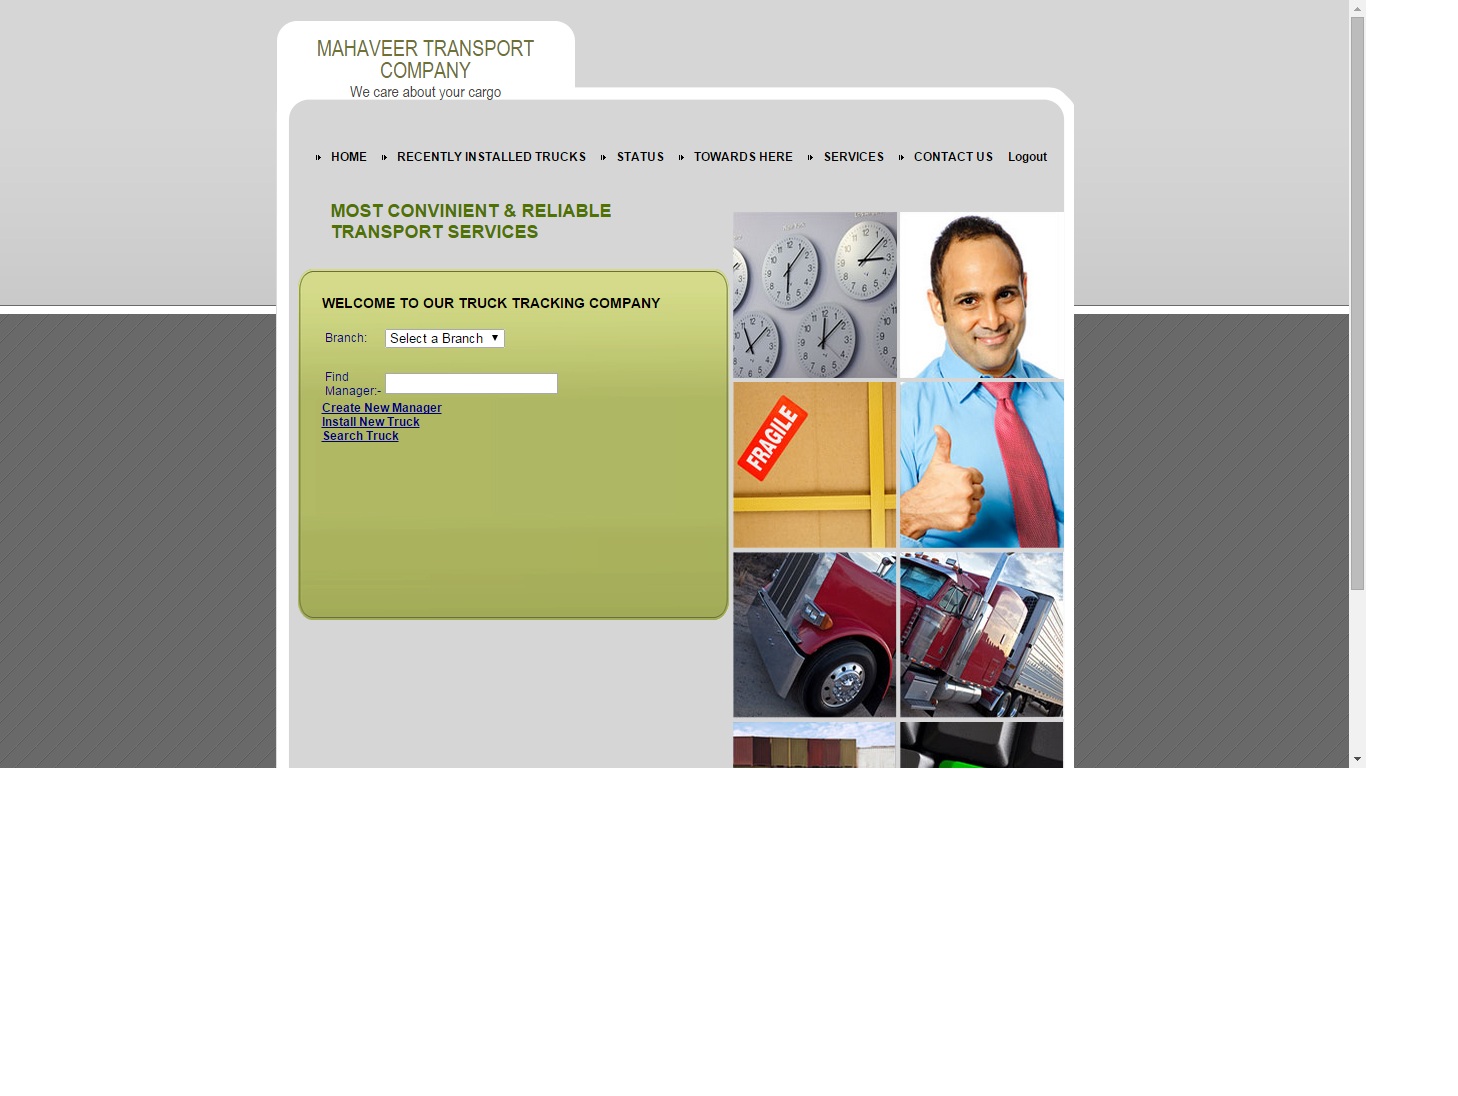 MAHAVEER TRANSPORT
COMPANY
We care about your cargo
HOME RECENTLY INSTALLED TRUCKS STATUS TOWARDS HERE SERVICES CONTACT US Logout
MOST CONVINIENT & RELIABLE
TRANSPORT SERVICES
WELCOME TO OUR TRUCK TRACKING COMPANY
Branch: Select a Branch
Find
Manager:-
Create New Manager
Install New Truck
Search Truck
FRAGILE